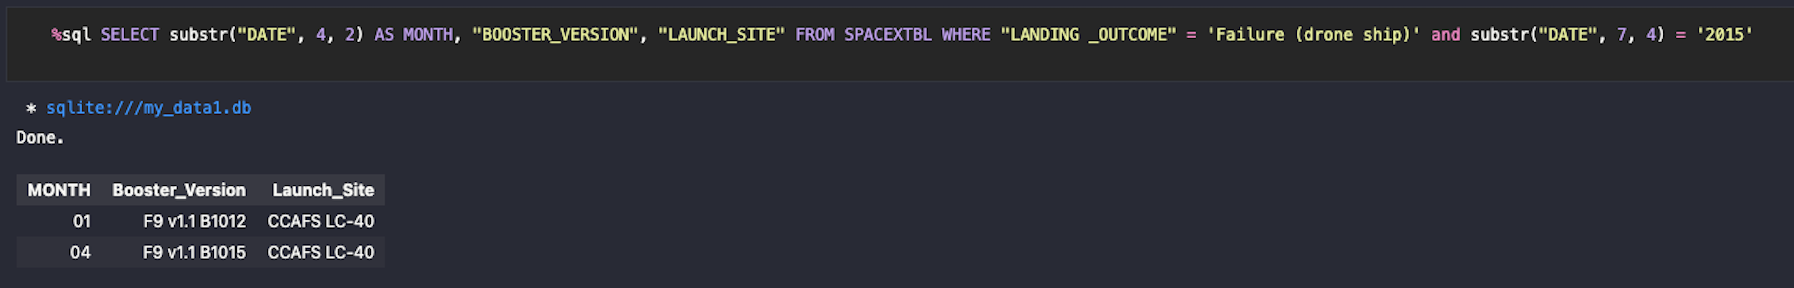 %sql SELECT substr("DATE", 4, 2) AS MONTH, "BOOSTER_VERSION", "LAUNCH_SITE" FROM SPACEXTBL WHERE "LANDING _OUTCOME" = 'Failure (drone ship)' and substr("DATE", 7, 4) = '2015'
* sqlite:///my_data1.db
Done.
MONTH Booster_Version Launch_Site
01 F9 v1.1 B1012 CCAFS LC-40
04 F9 v1.1 B1015 CCAFS LC-40